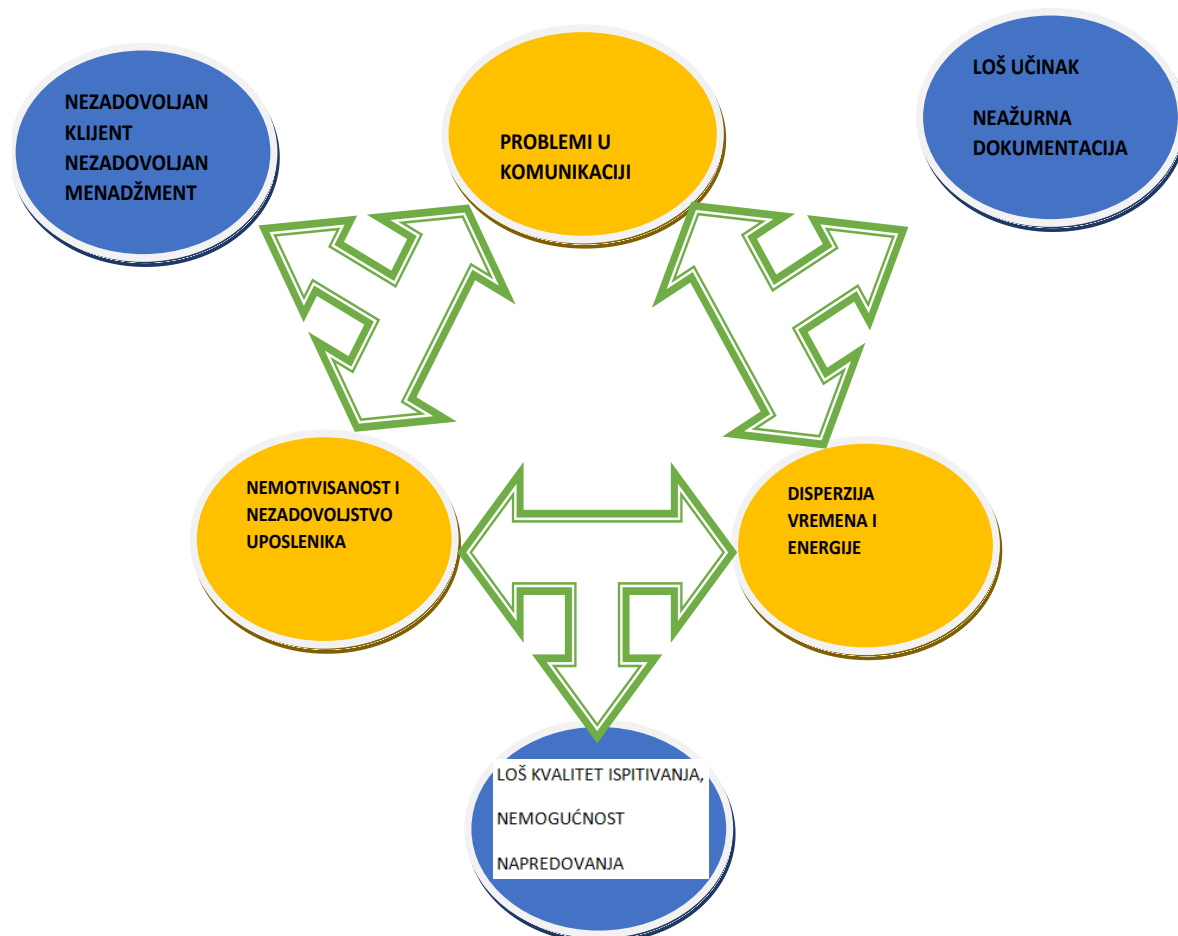 NEZADOVOLJAN
KLIJENT
NEZADOVOLJAN
MENADŽMENT
PROBLEMI U
KOMUNIKACIJI
LOŠ UČINAK
NEAŽURNA
DOKUMENTACIJA
NEMOTIVISANOST I
NEZADOVOLJSTVO
UPOSLENIKA
DISPERZIJA
VREMENA I
ENERGIJE
LOŠ KVALITET ISPITIVANJA,
NEMOGUĆNOST
NAPREDOVANJA